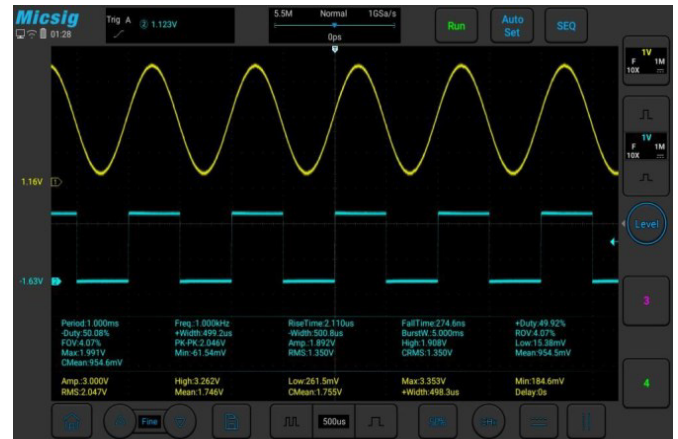 Micsig
01:28
Trig A 2 1.123V
5.5M Normal 1GSa/s
0ps
Run
Auto
Set
SEQ
1V
F 1M
10X
1V
F 1M
10X
Level
3
4
1.16V 1
-1.63V 2
Period:1.000ms Freq.:1.000kHz RiseTime:2.110us FallTime:274.6ns +Duty:49.92%
-Duty:50.08% +Width:499.2us -Width:500.8us BurstW.:5.000ms ROV:4.07%
FOV:4.07% PK-PK:2.046V Amp.:1.892V High:1.908V Low:15.38mV
Max:1.991V Min:-61.54mV RMS:1.350V CRMS:1.350V Mean:954.5mV
CMean:954.6mV
Amp.:3.000V High:3.262V Low:261.5mV Max:3.353V Min:184.6mV
RMS:2.047V Mean:1.746V CMean:1.755V +Width:498.3us Delay:0s
Fine
500us
50%